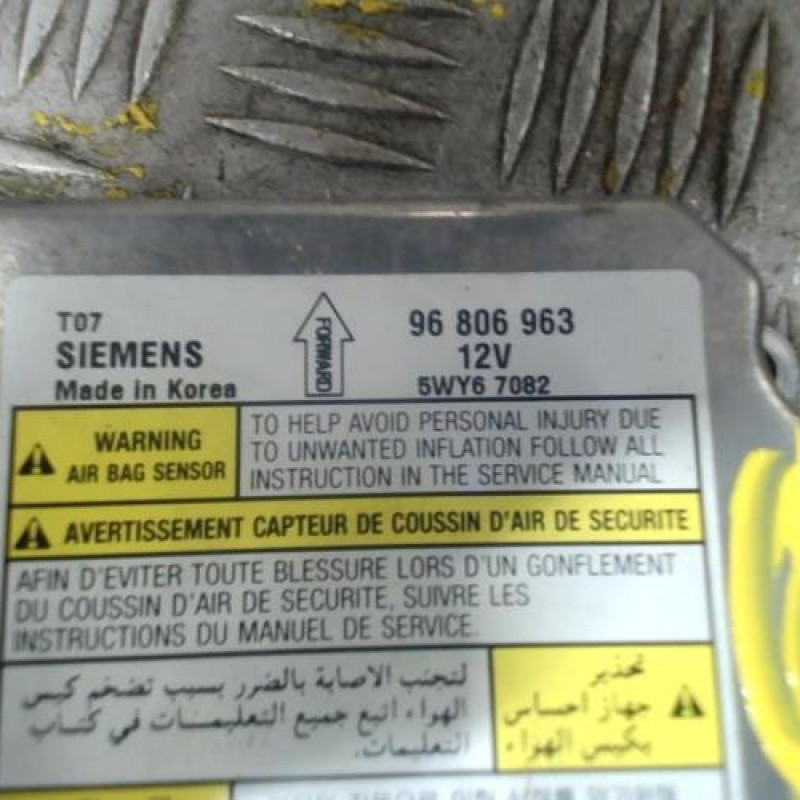 T07
SIEMENS
Made in Korea
FORWARD
96 806 963
12V
5WY6 7082
WARNING
AIR BAG SENSOR
TO HELP AVOID PERSONAL INJURY DUE
TO UNWANTED INFLATION FOLLOW ALL
INSTRUCTION IN THE SERVICE MANUAL
AVERTISSEMENT CAPTEUR DE COUSSIN D'AIR DE SECURITE
AFIN D'EVITER TOUTE BLESSURE LORS D'UN GONFLEMENT
DU COUSSIN D'AIR DE SECURITE, SUIVRE LES
INSTRUCTIONS DU MANUEL DE SERVICE.
تحذير
جهاز احساس
بكيس الهواء
لتجنب الاصابة بالضرر بسبب تضخم كيس
الهواء اتبع جميع التعليمات في كتاب
التعليمات.